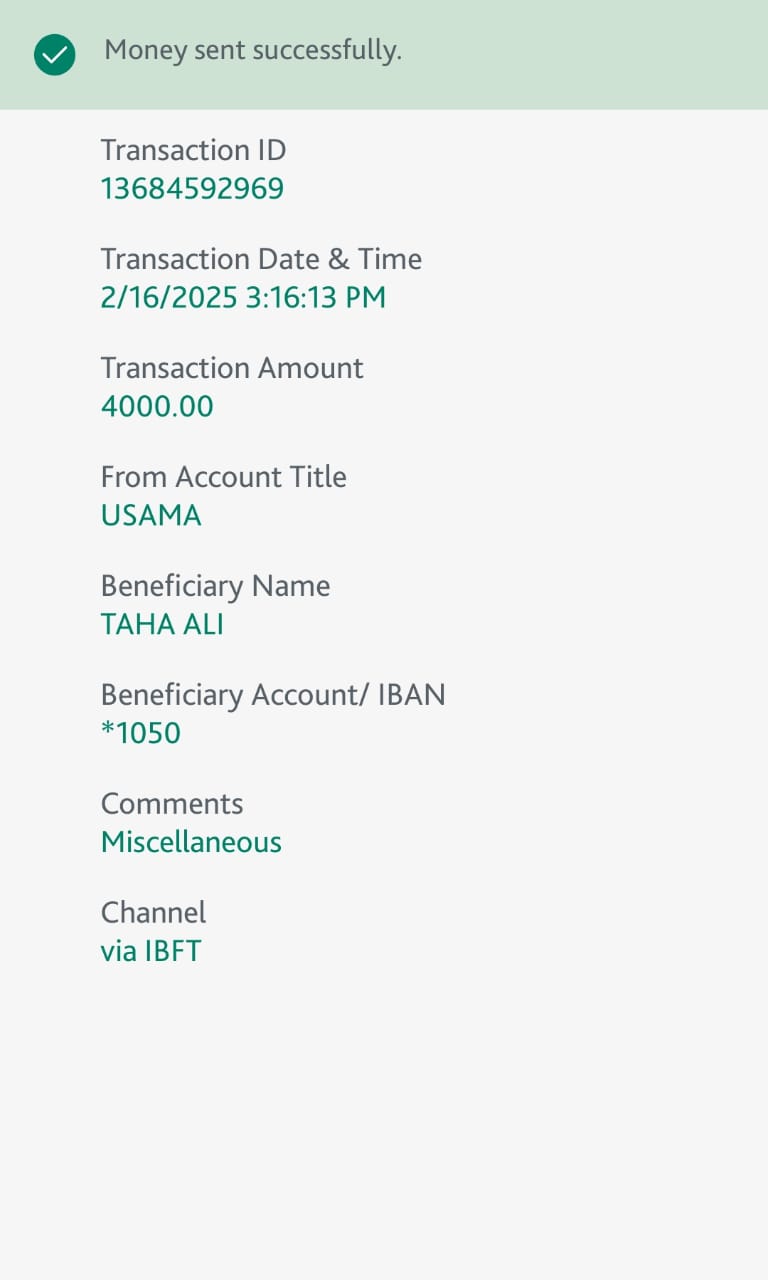 Money sent successfully.
Transaction ID
13684592969
Transaction Date & Time
2/16/2025 3:16:13 PM
Transaction Amount
4000.00
From Account Title
USAMA
Beneficiary Name
TAHA ALI
Beneficiary Account/ IBAN
*1050
Comments
Miscellaneous
Channel
via IBFT